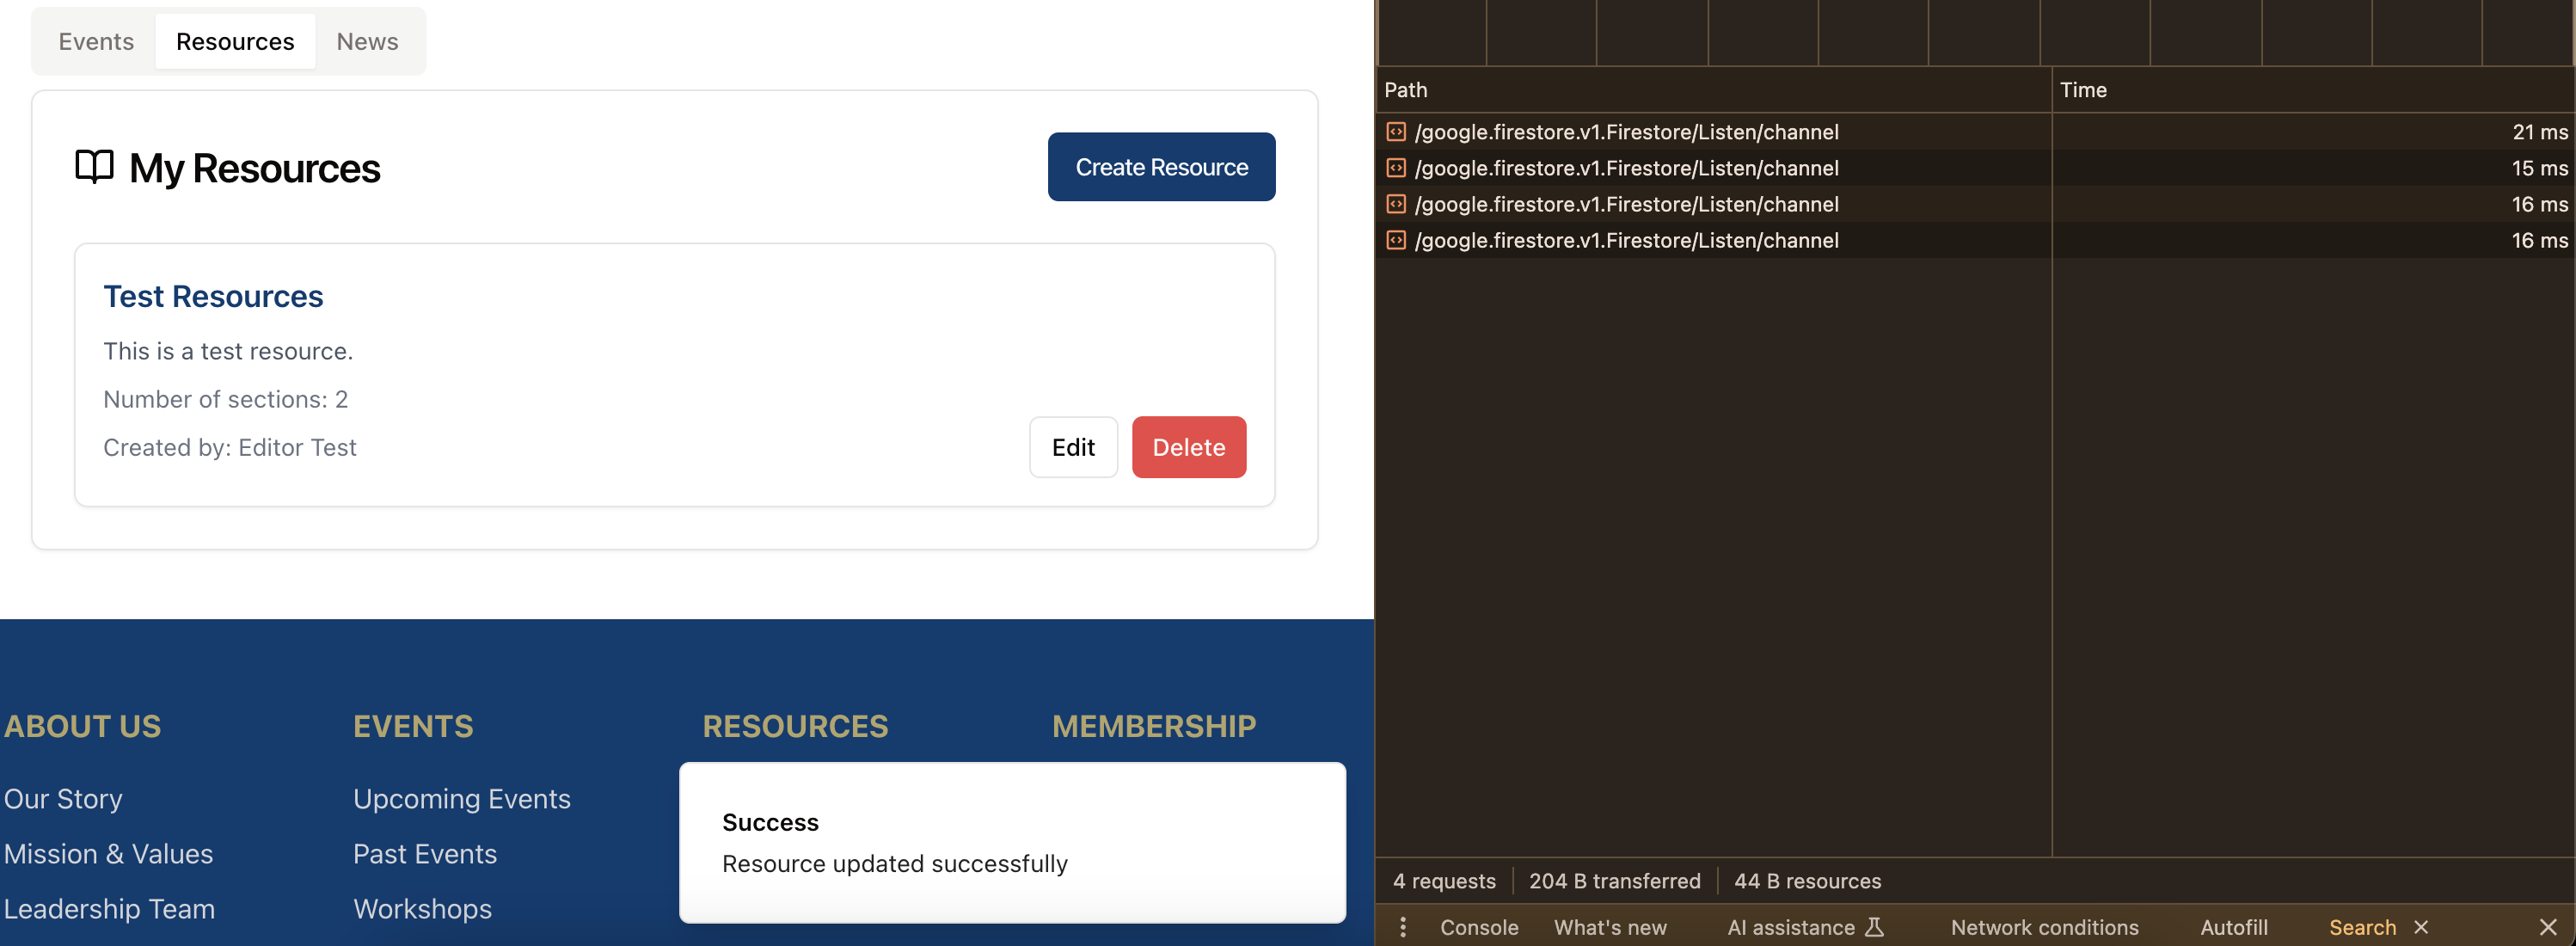 Events Resources News
My Resources
Create Resource
Test Resources
This is a test resource.
Number of sections: 2
Created by: Editor Test
Edit Delete
ABOUT US
Our Story
Mission & Values
Leadership Team
EVENTS
Upcoming Events
Past Events
Workshops
RESOURCES
MEMBERSHIP
Success
Resource updated successfully
Path Time
/google.firestore.v1.Firestore/Listen/channel 21 ms
/google.firestore.v1.Firestore/Listen/channel 15 ms
/google.firestore.v1.Firestore/Listen/channel 16 ms
/google.firestore.v1.Firestore/Listen/channel 16 ms
4 requests 204 B transferred 44 B resources
Console What's new AI assistance Network conditions Autofill Search